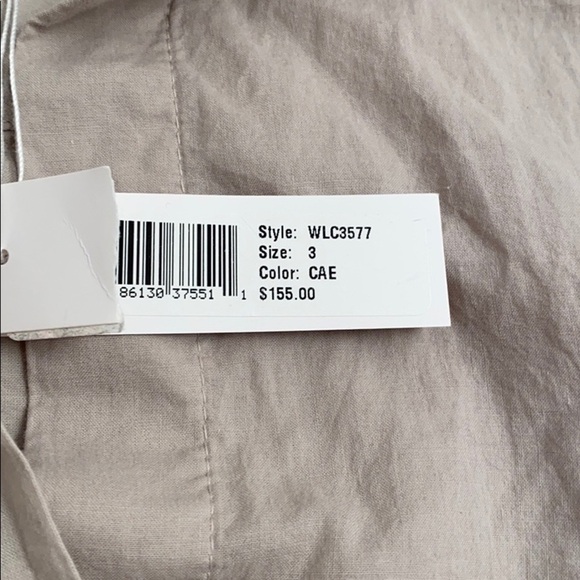 Style: WLC3577
Size: 3
Color: CAE
$155.00
86130 37551 1